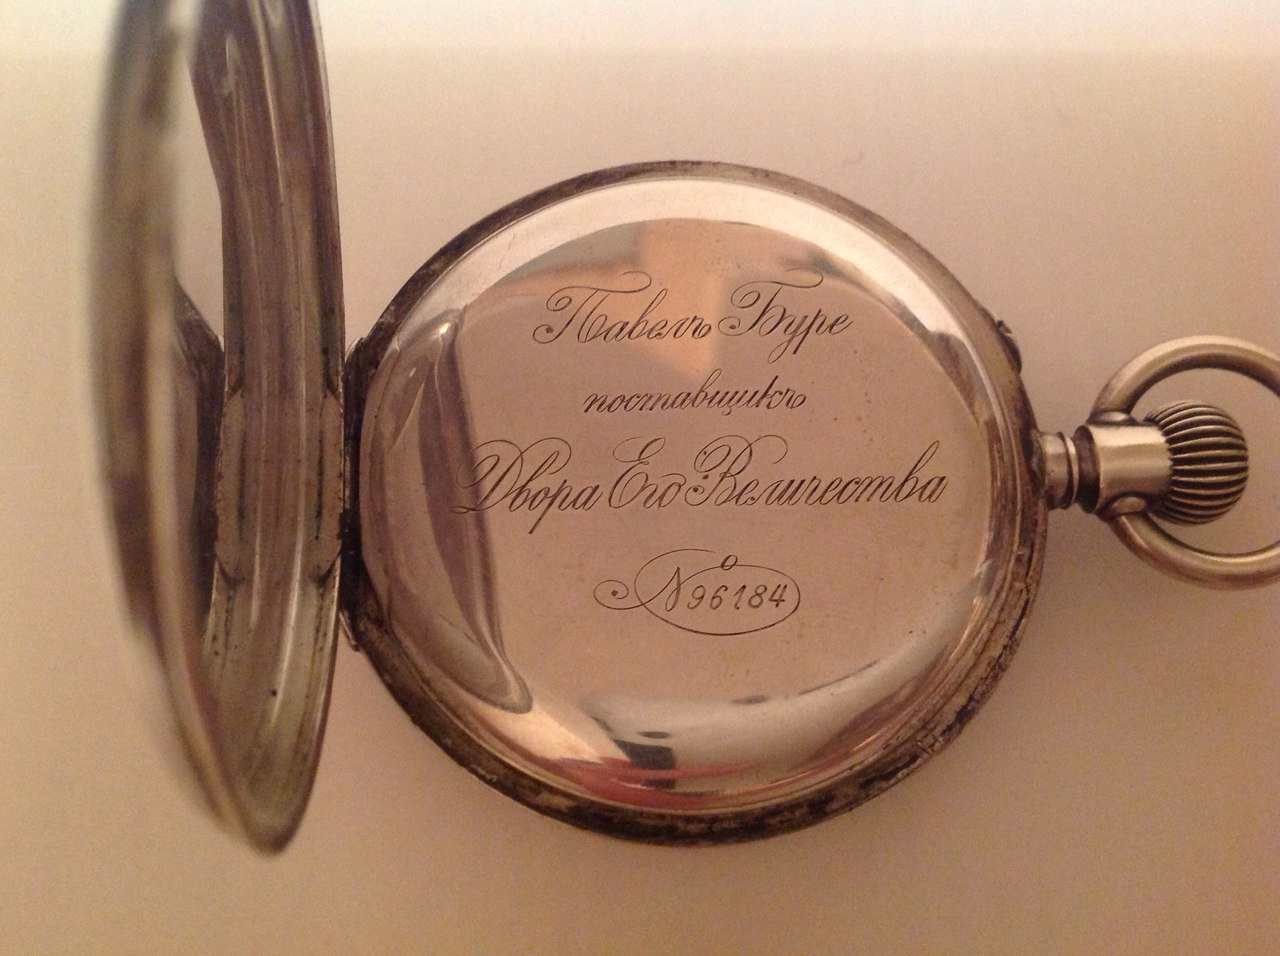 Павелъ Буре
поставщикъ
Двора Его Величества
№ 96184